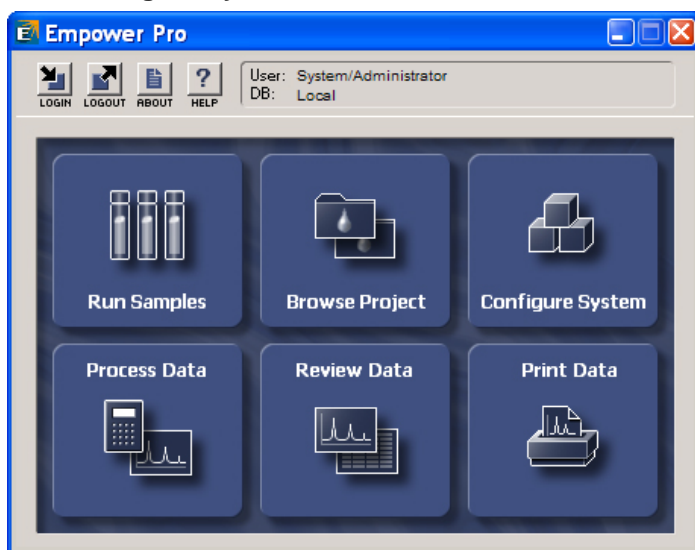 Empower Pro
LOGIN LOGOUT ABOUT HELP
User: System/Administrator
DB: Local
Run Samples Browse Project Configure System
Process Data Review Data Print Data